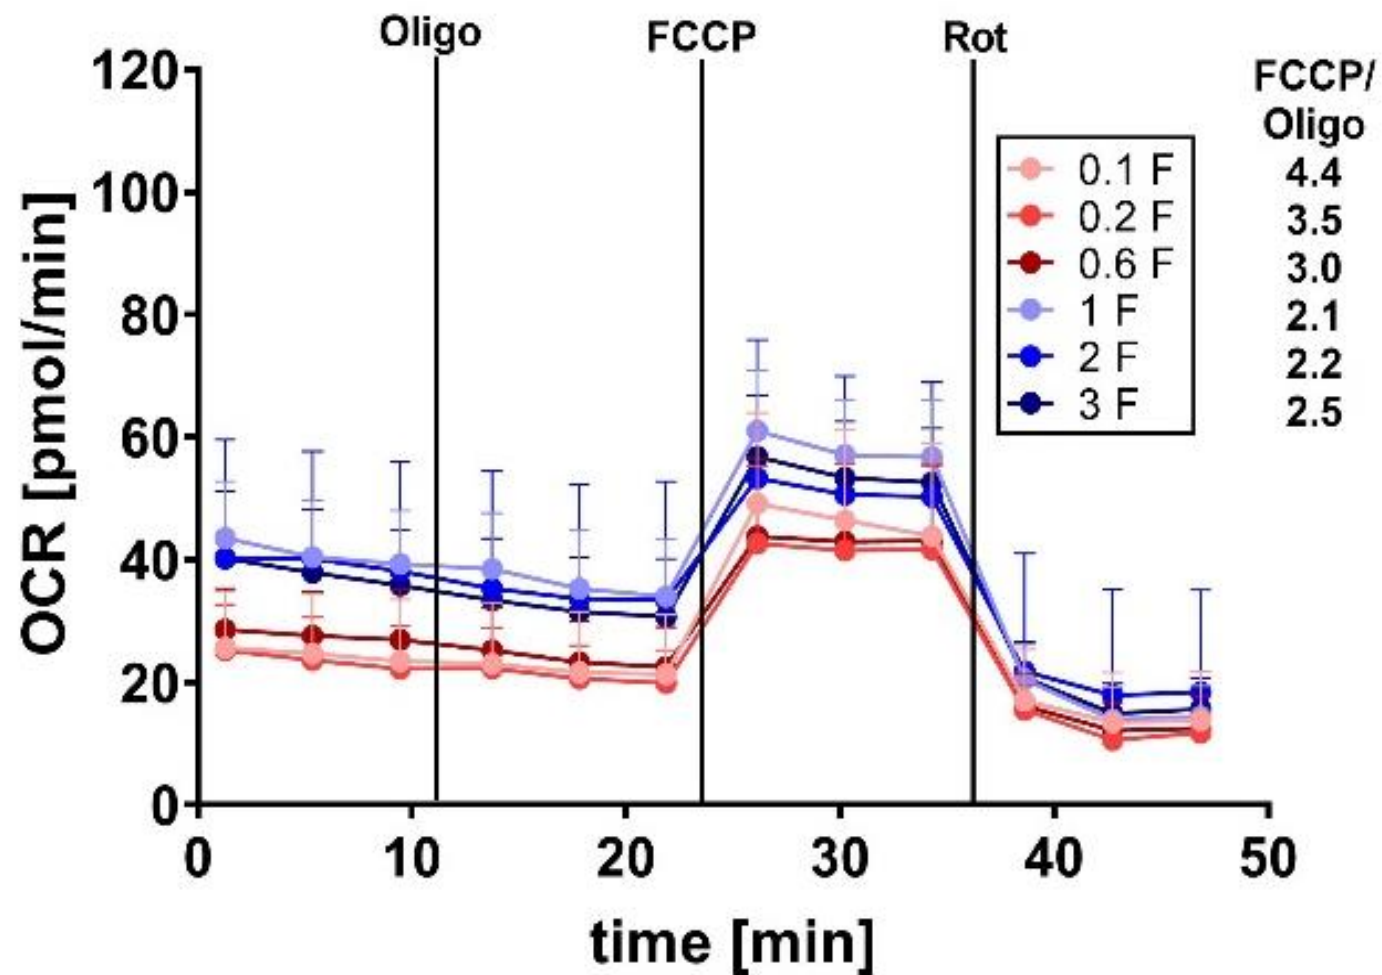 Oligo
FCCP
Rot
FCCP/
Oligo
120
100
80
60
40
20
0
OCR [pmol/min]
0.1 F 4.4
0.2 F 3.5
0.6 F 3.0
1 F 2.1
2 F 2.2
3 F 2.5
0 10 20 30 40 50
time [min]